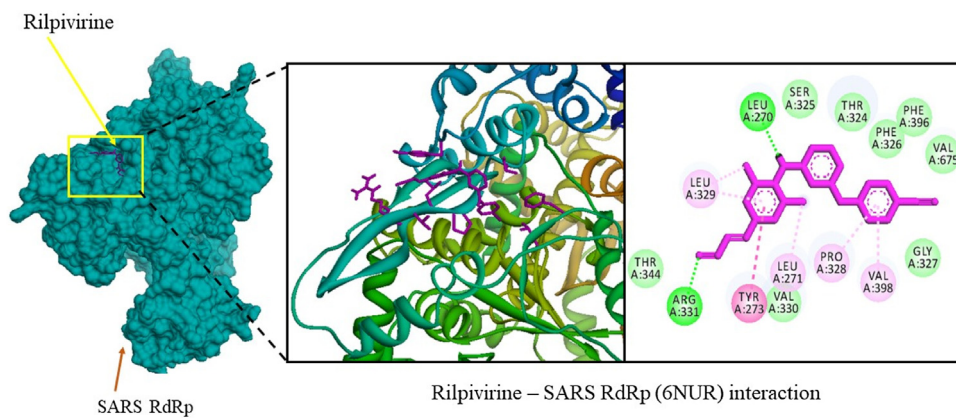 Rilpivirine
SARS RdRp
LEU
A:270
SER
A:325
THR
A:324
PHE
A:396
PHE
A:326
VAL
A:675
LEU
A:329
THR
A:344
ARG
A:331
TYR
A:273
VAL
A:330
LEU
A:271
PRO
A:328
VAL
A:398
GLY
A:327
Rilpivirine – SARS RdRp (6NUR) interaction